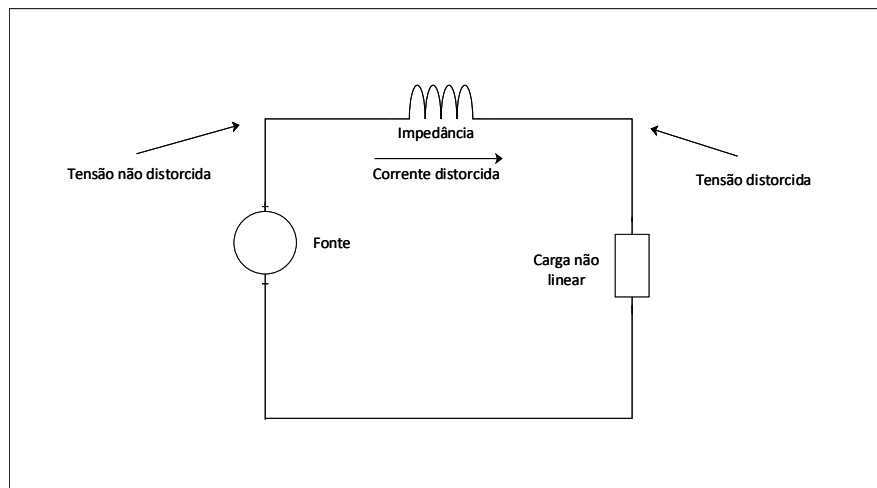 Impedância
Tensão não distorcida
Corrente distorcida
Tensão distorcida
Fonte
Carga não
linear